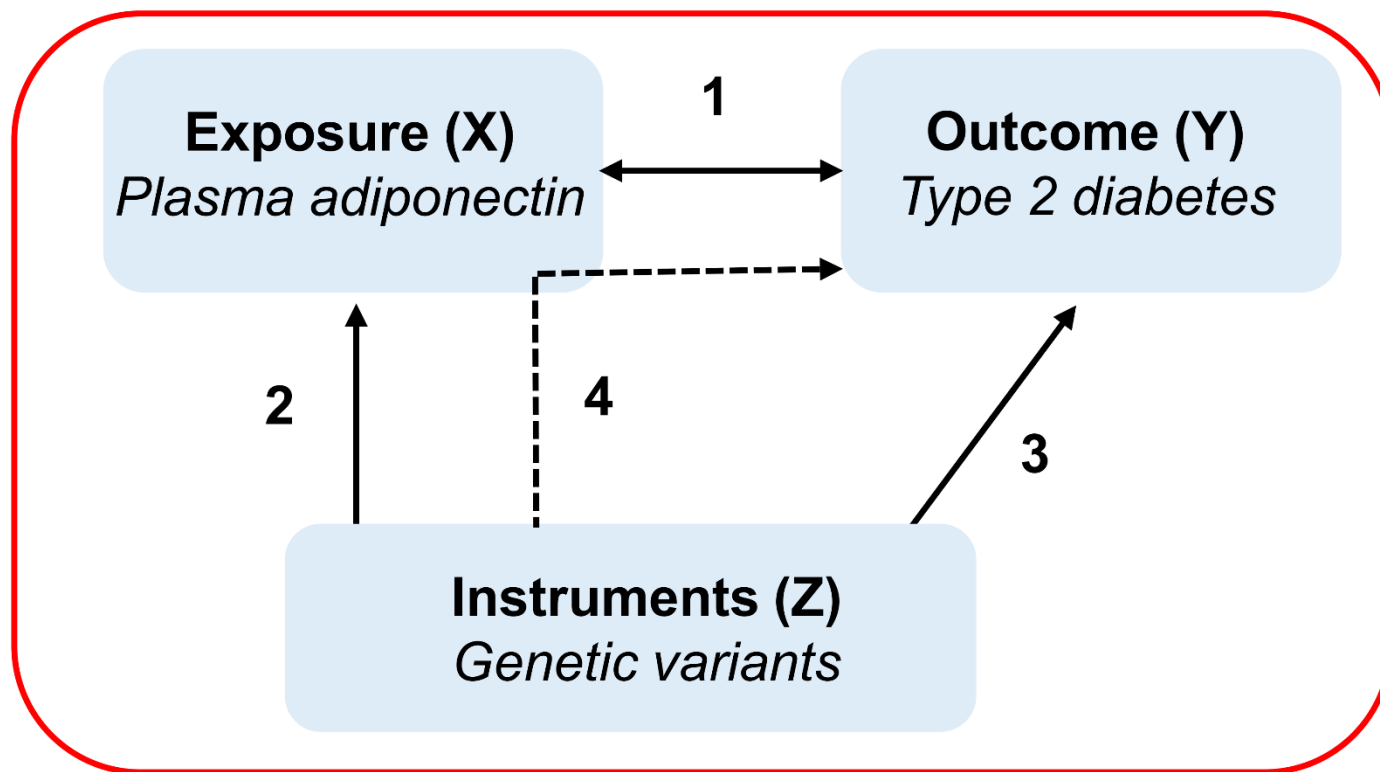 Exposure (X)
Plasma adiponectin
1
Outcome (Y)
Type 2 diabetes
2
4
3
Instruments (Z)
Genetic variants